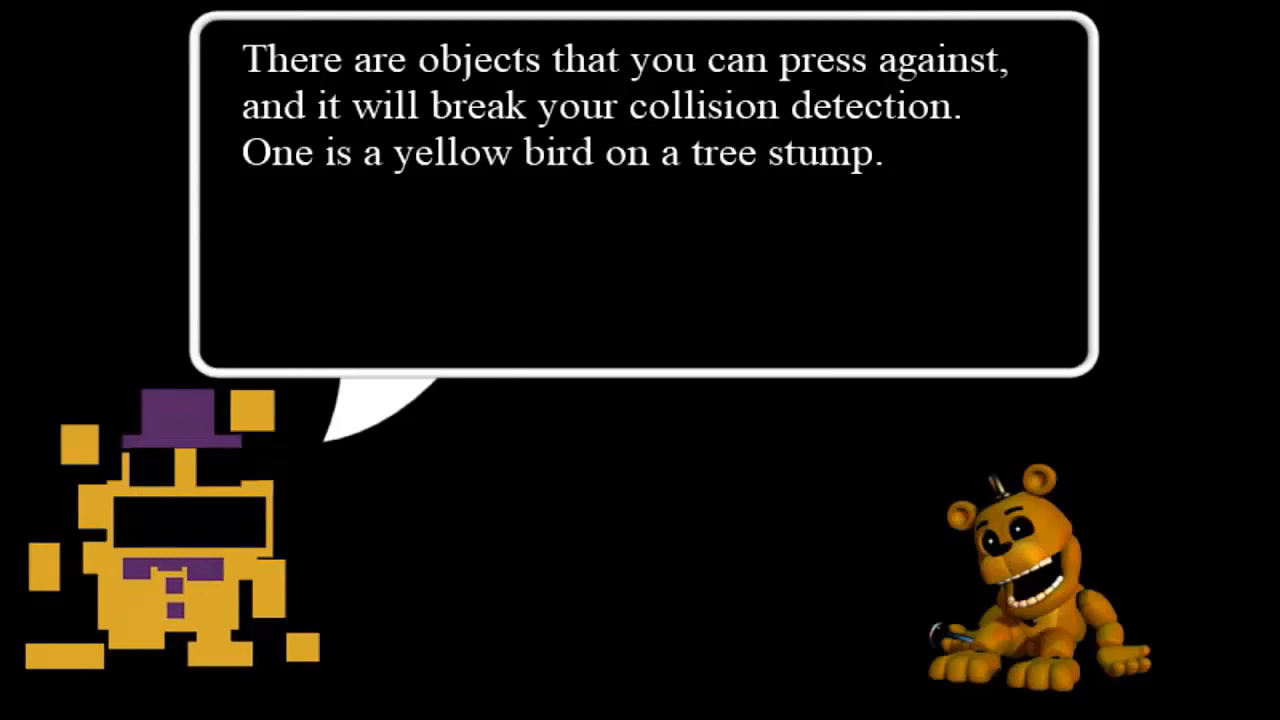 There are objects that you can press against,
and it will break your collision detection.
One is a yellow bird on a tree stump.